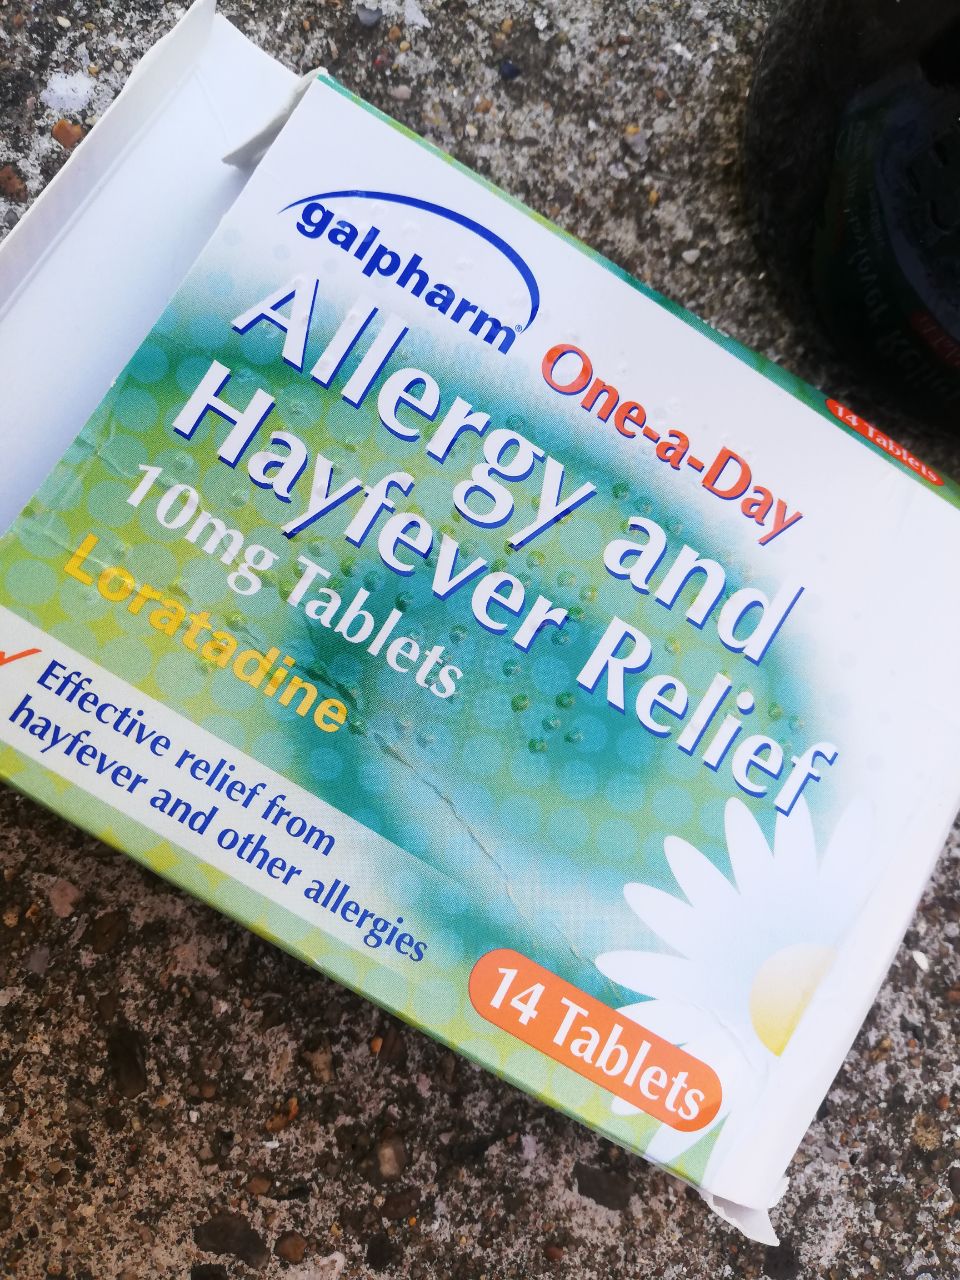 galpharm®
One-a-Day
Allergy and
Hayfever Relief
10mg Tablets
Loratadine
Effective relief from
hayfever and other allergies
14 Tablets
14 Tablets